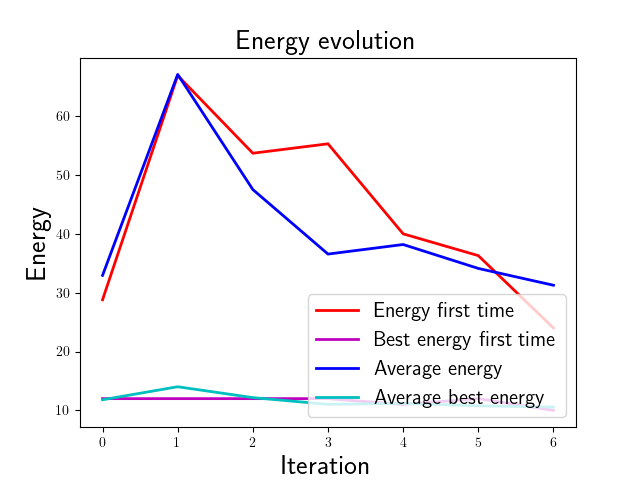 Energy evolution
Energy
60
50
40
30
20
10
Energy first time
Best energy first time
Average energy
Average best energy
0 1 2 3 4 5 6
Iteration